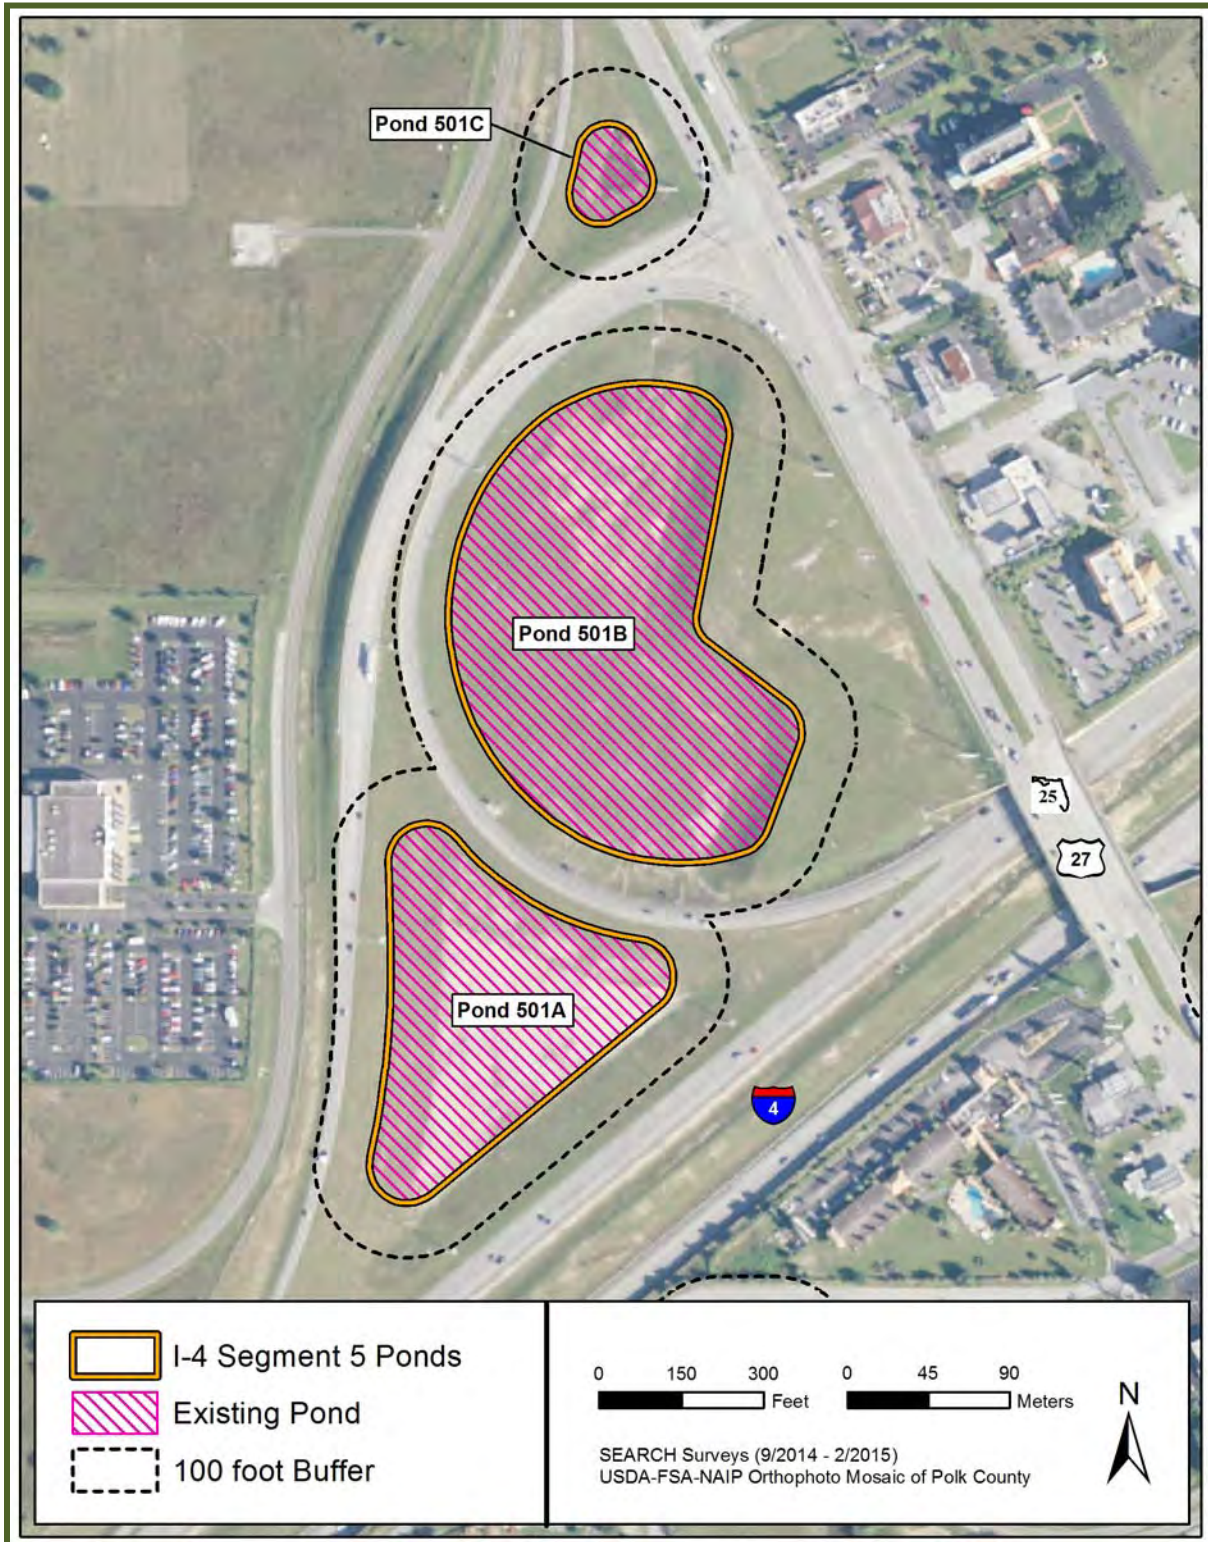 Pond 501C
Pond 501B
25
27
Pond 501A
4
I-4 Segment 5 Ponds
Existing Pond
100 foot Buffer
0 150 300
Feet
0 45 90
Meters
N
SEARCH Surveys (9/2014 - 2/2015)
USDA-FSA-NAIP Orthophoto Mosaic of Polk County